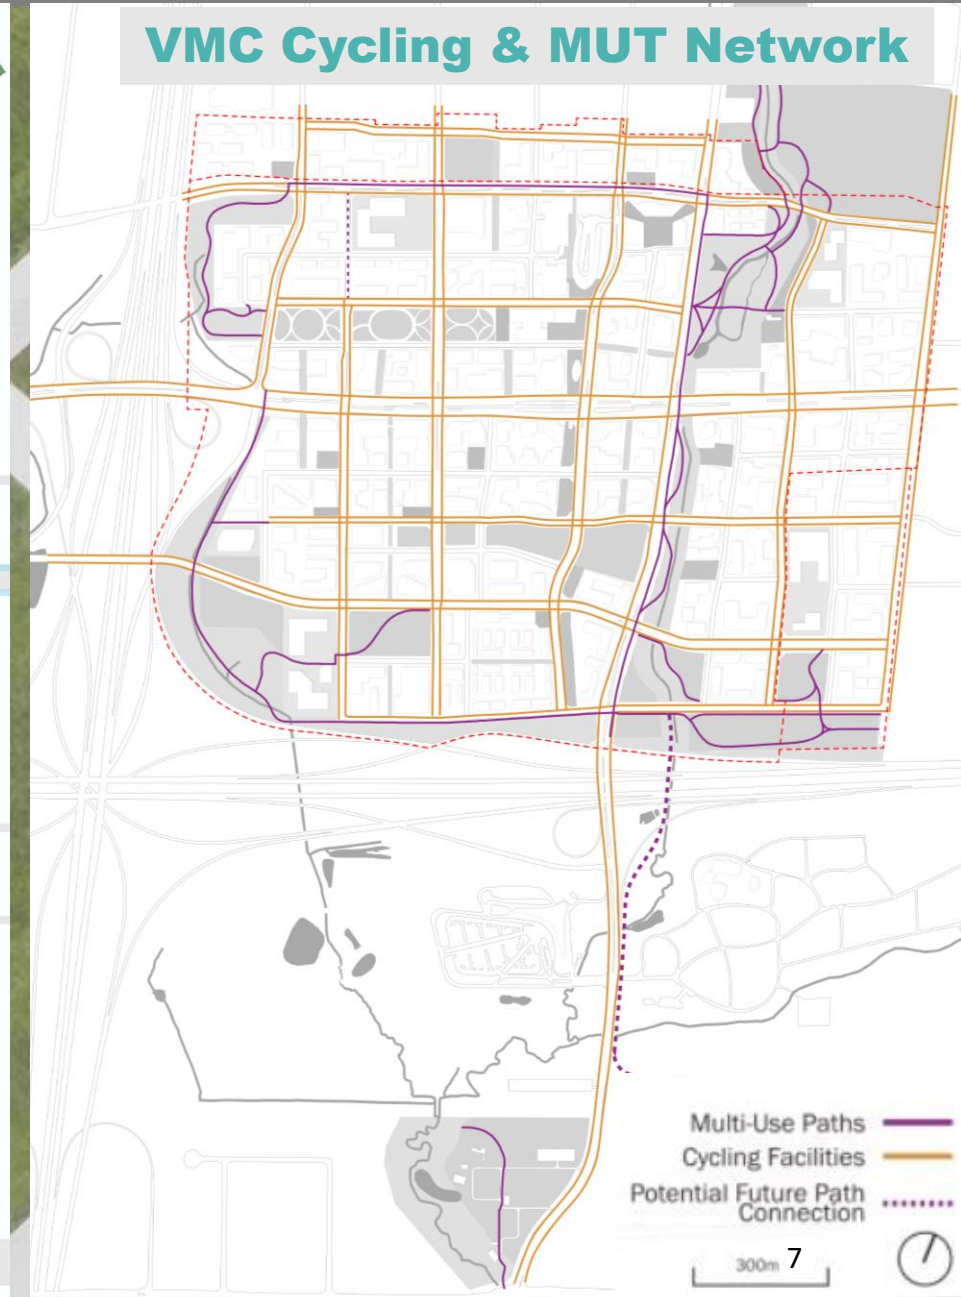 VMC Cycling & MUT Network
Multi-Use Paths
Cycling Facilities
Potential Future Path
Connection
300m 7